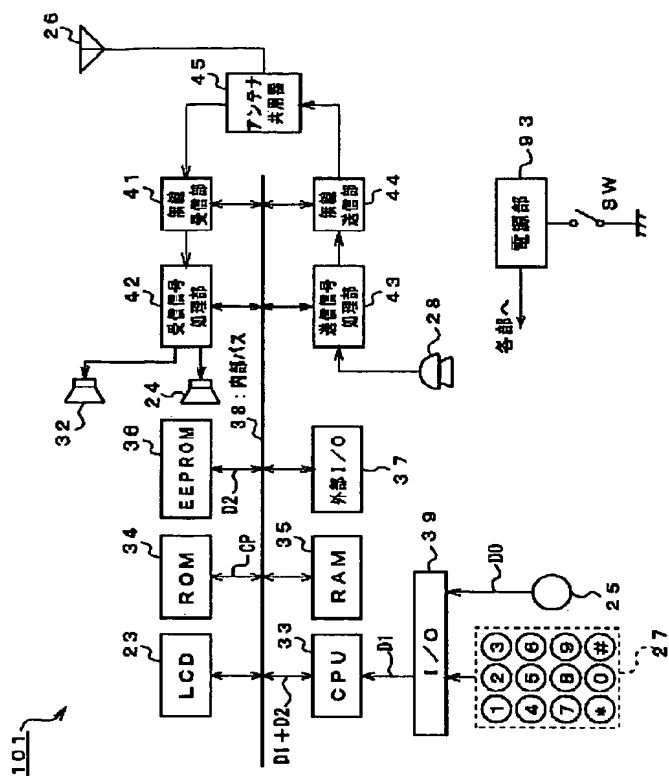 101
23
LCD
34
ROM
CP
36
EEPROM
D2
32
24
42
受信信号
処理部
41
無線
受信部
45
アンテナ
共用器
26
38:内部バス
D1+D2
33
CPU
35
RAM
外部I/O
37
送信信号
処理部
43
無線
送信部
44
28
D1
39
I/O
D0
25
1 2 3
4 5 6
7 8 9
* 0 #
27
93
電源部
各部へ
SW